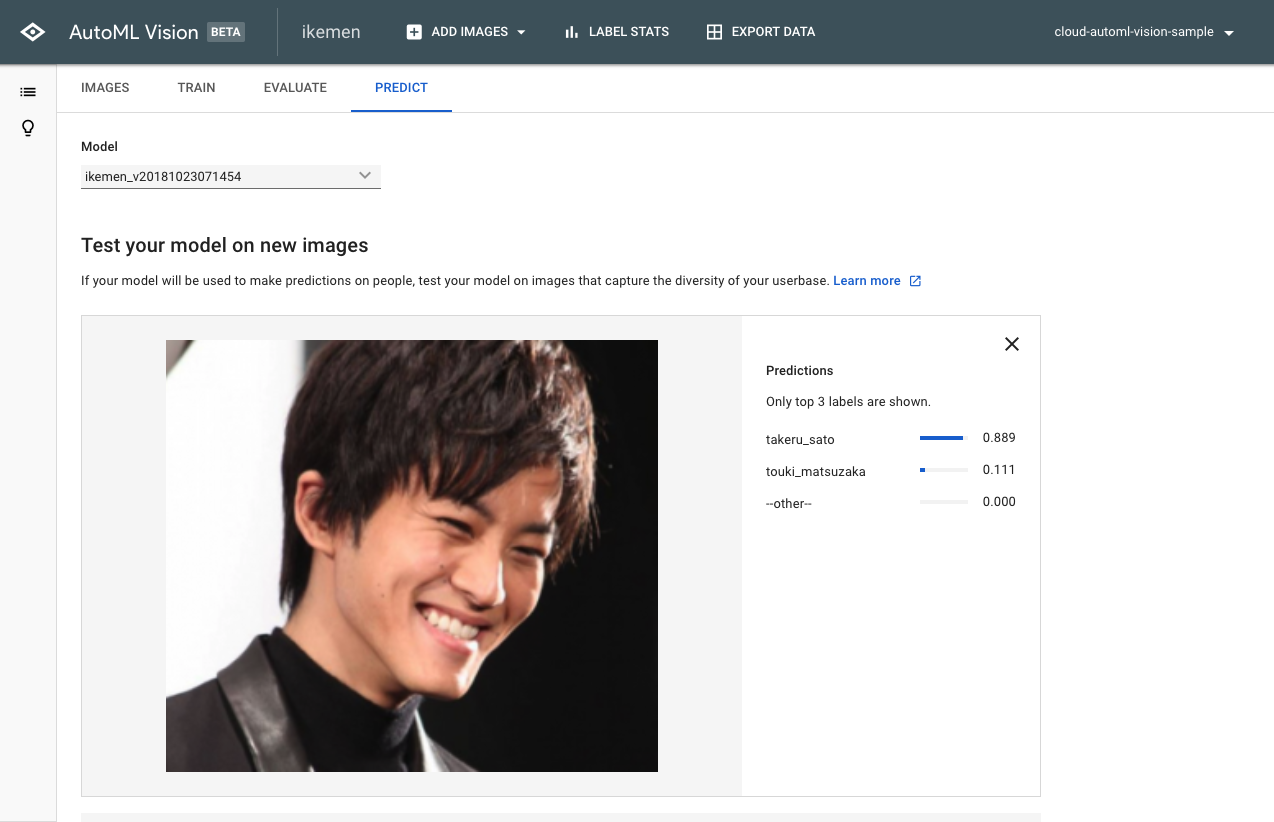 AutoML Vision BETA ikemen ADD IMAGES LABEL STATS EXPORT DATA cloud-automl-vision-sample
IMAGES TRAIN EVALUATE PREDICT
Model
ikemen_v20181023071454
Test your model on new images
If your model will be used to make predictions on people, test your model on images that capture the diversity of your userbase. Learn more
Predictions
Only top 3 labels are shown.
takeru_sato 0.889
touki_matsuzaka 0.111
--other-- 0.000